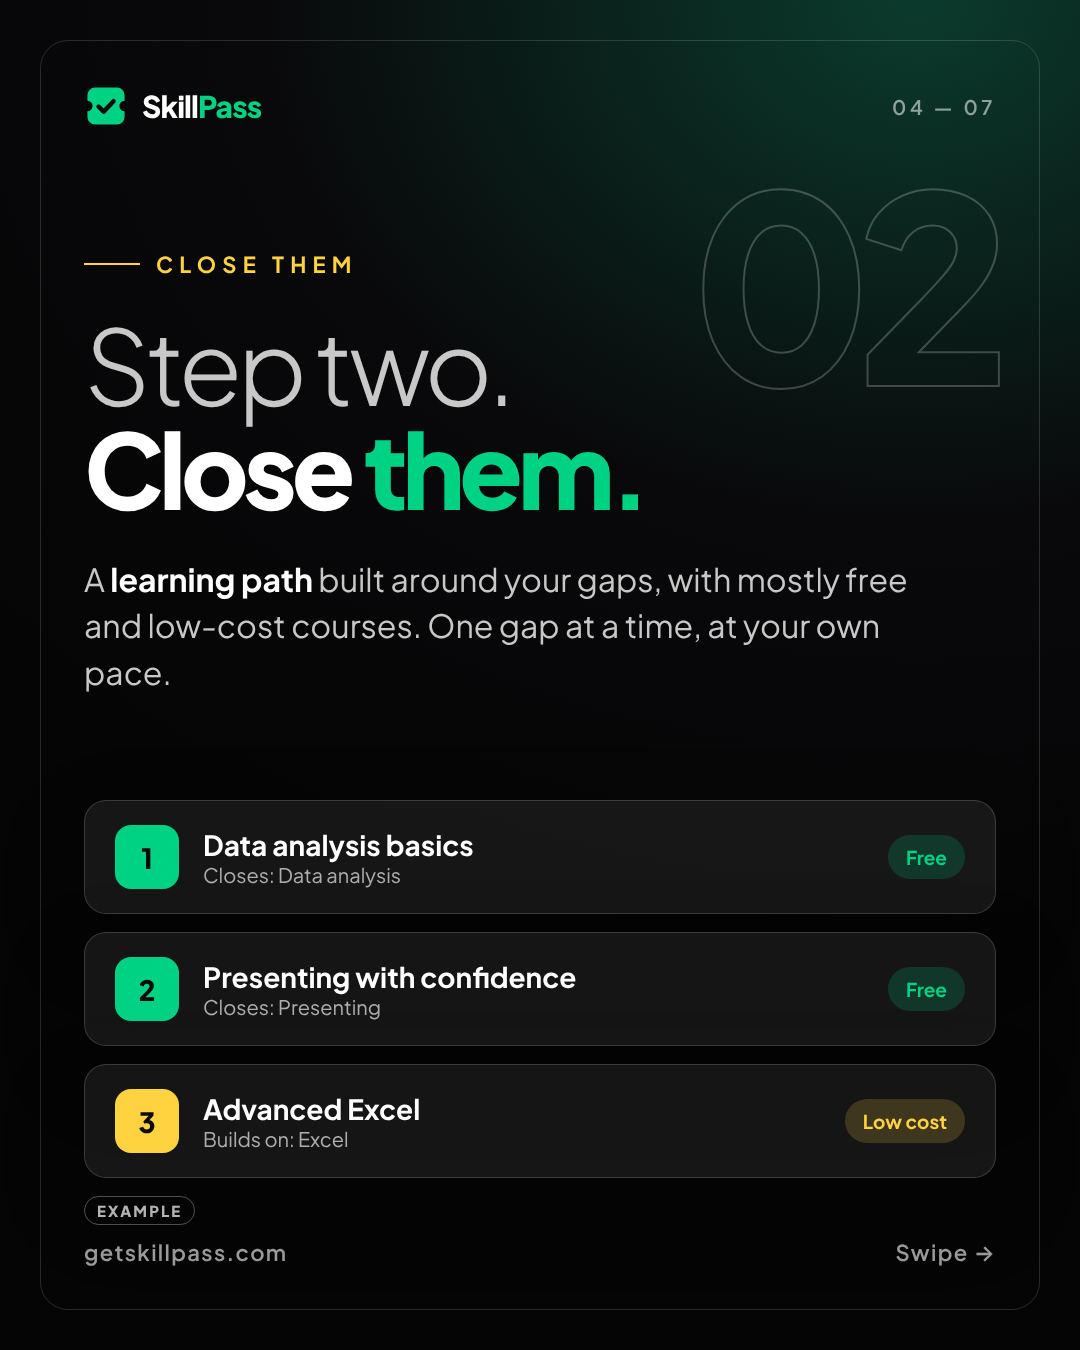 SkillPass
04 — 07
02
CLOSE THEM
Step two.
Close them.
A learning path built around your gaps, with mostly free
and low-cost courses. One gap at a time, at your own
pace.
1
Data analysis basics
Closes: Data analysis
Free
2
Presenting with confidence
Closes: Presenting
Free
3
Advanced Excel
Builds on: Excel
Low cost
EXAMPLE
getskillpass.com
Swipe →